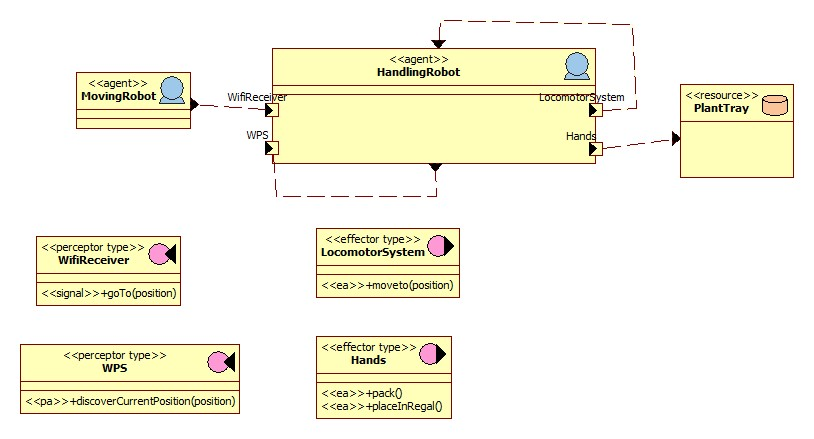 <<agent>>
MovingRobot
<<agent>>
HandlingRobot
WifiReceiver
WPS
LocomotorSystem
Hands
<<resource>>
PlantTray
<<perceptor type>>
WifiReceiver
<<signal>>+goTo(position)
<<effector type>>
LocomotorSystem
<<ea>>+moveto(position)
<<perceptor type>>
WPS
<<pa>>+discoverCurrentPosition(position)
<<effector type>>
Hands
<<ea>>+pack()
<<ea>>+placeInRegal()